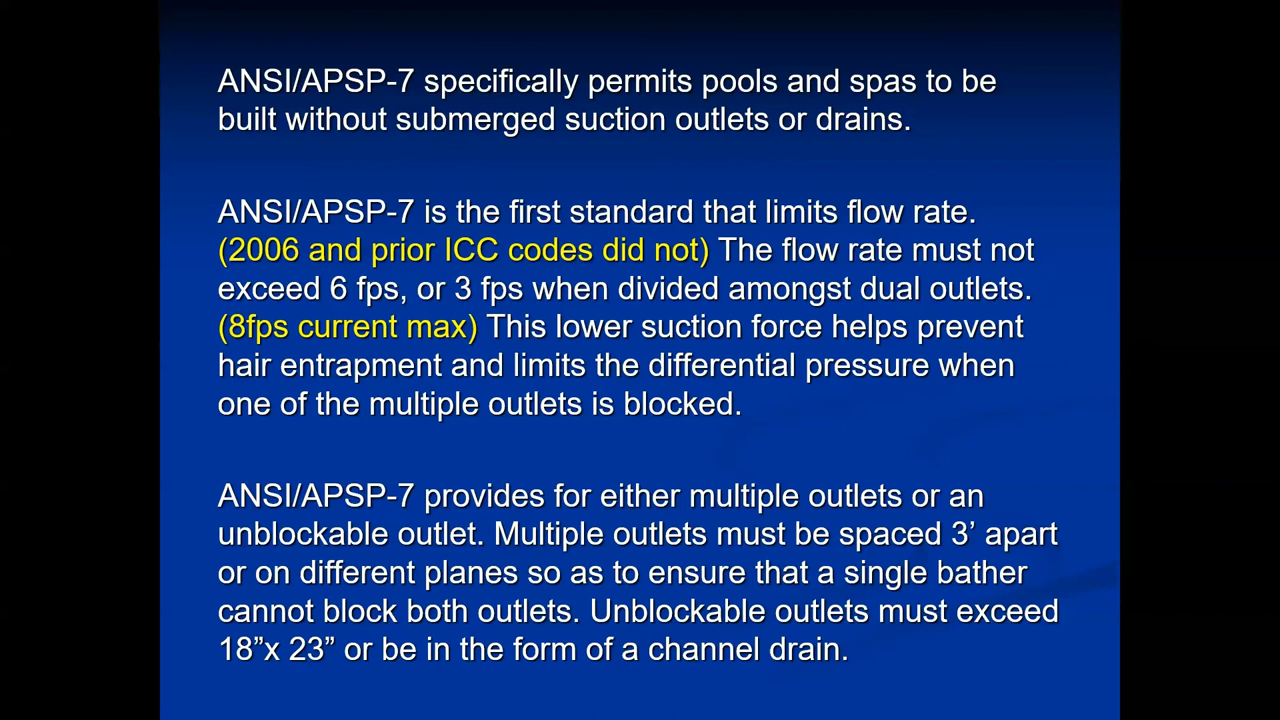 ANSI/APSP-7 specifically permits pools and spas to be
built without submerged suction outlets or drains.
ANSI/APSP-7 is the first standard that limits flow rate.
(2006 and prior ICC codes did not) The flow rate must not
exceed 6 fps, or 3 fps when divided amongst dual outlets.
(8fps current max) This lower suction force helps prevent
hair entrapment and limits the differential pressure when
one of the multiple outlets is blocked.
ANSI/APSP-7 provides for either multiple outlets or an
unblockable outlet. Multiple outlets must be spaced 3’ apart
or on different planes so as to ensure that a single bather
cannot block both outlets. Unblockable outlets must exceed
18”x 23” or be in the form of a channel drain.